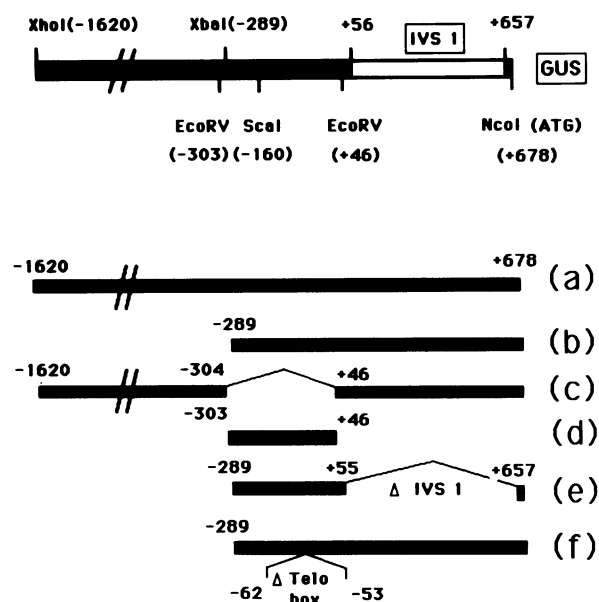 XhoI(-1620) XbaI(-289) +56 IVS 1 +657
GUS
EcoRV ScaI EcoRV NcoI (ATG)
(-303) (-160) (+46) (+678)
-1620 +678 (a)
-289 (b)
-1620 -304 +46 (c)
-303 +46 (d)
-289 +55 Δ IVS 1 +657 (e)
-289 (f)
Δ Telo
-62 box -53